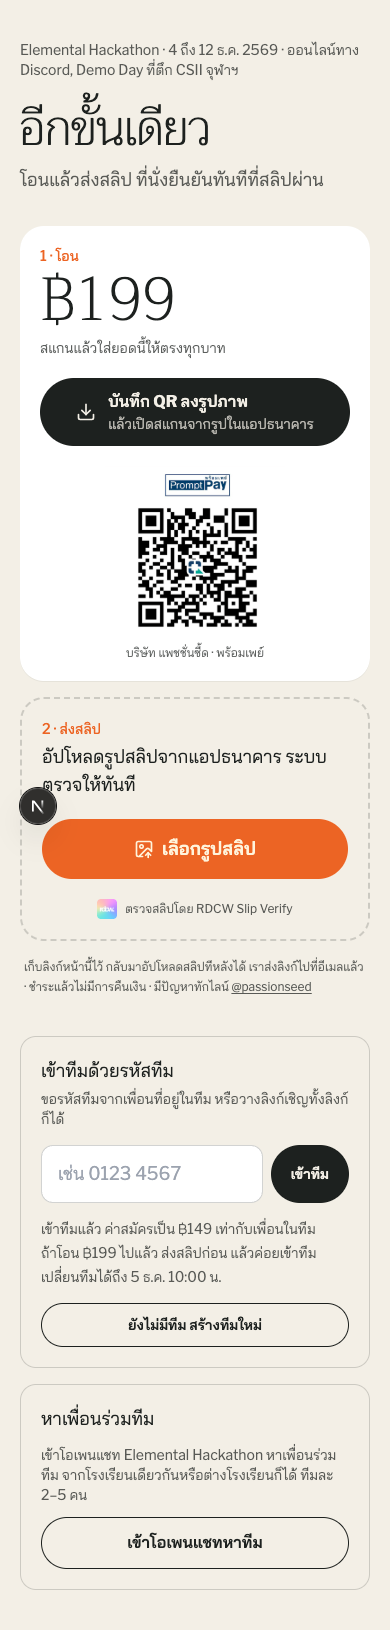 Elemental Hackathon · 4 ถึง 12 ธ.ค. 2569 · ออนไลน์ทาง
Discord, Demo Day ที่ตึก CSII จุฬาฯ
อีกขั้นเดียว
โอนแล้วส่งสลิป ที่นั่งยืนยันทันทีที่สลิปผ่าน
1 · โอน
฿199
สแกนแล้วใส่ยอดนี้ให้ตรงทุกบาท
บันทึก QR ลงรูปภาพ
แล้วเปิดสแกนจากรูปในแอปธนาคาร
พร้อมเพย์
PromptPay
บริษัท แพชชั่นซี้ด · พร้อมเพย์
2 · ส่งสลิป
อัปโหลดรูปสลิปจากแอปธนาคาร ระบบ
ตรวจให้ทันที
N
เลือกรูปสลิป
RDCW
ตรวจสลิปโดย RDCW Slip Verify
เก็บลิงก์หน้านี้ไว้ กลับมาอัปโหลดสลิปทีหลังได้ เราส่งลิงก์ไปที่อีเมลแล้ว
· ชำระแล้วไม่มีการคืนเงิน · มีปัญหาทักไลน์ @passionseed
เข้าทีมด้วยรหัสทีม
ขอรหัสทีมจากเพื่อนที่อยู่ในทีม หรือวางลิงก์เชิญทั้งลิงก์
ก็ได้
เช่น 0123 4567
เข้าทีม
เข้าทีมแล้ว ค่าสมัครเป็น ฿149 เท่ากับเพื่อนในทีม
ถ้าโอน ฿199 ไปแล้ว ส่งสลิปก่อน แล้วค่อยเข้าทีม
เปลี่ยนทีมได้ถึง 5 ธ.ค. 10:00 น.
ยังไม่มีทีม สร้างทีมใหม่
หาเพื่อนร่วมทีม
เข้าโอเพนแชท Elemental Hackathon หาเพื่อนร่วม
ทีม จากโรงเรียนเดียวกันหรือต่างโรงเรียนก็ได้ ทีมละ
2–5 คน
เข้าโอเพนแชทหาทีม